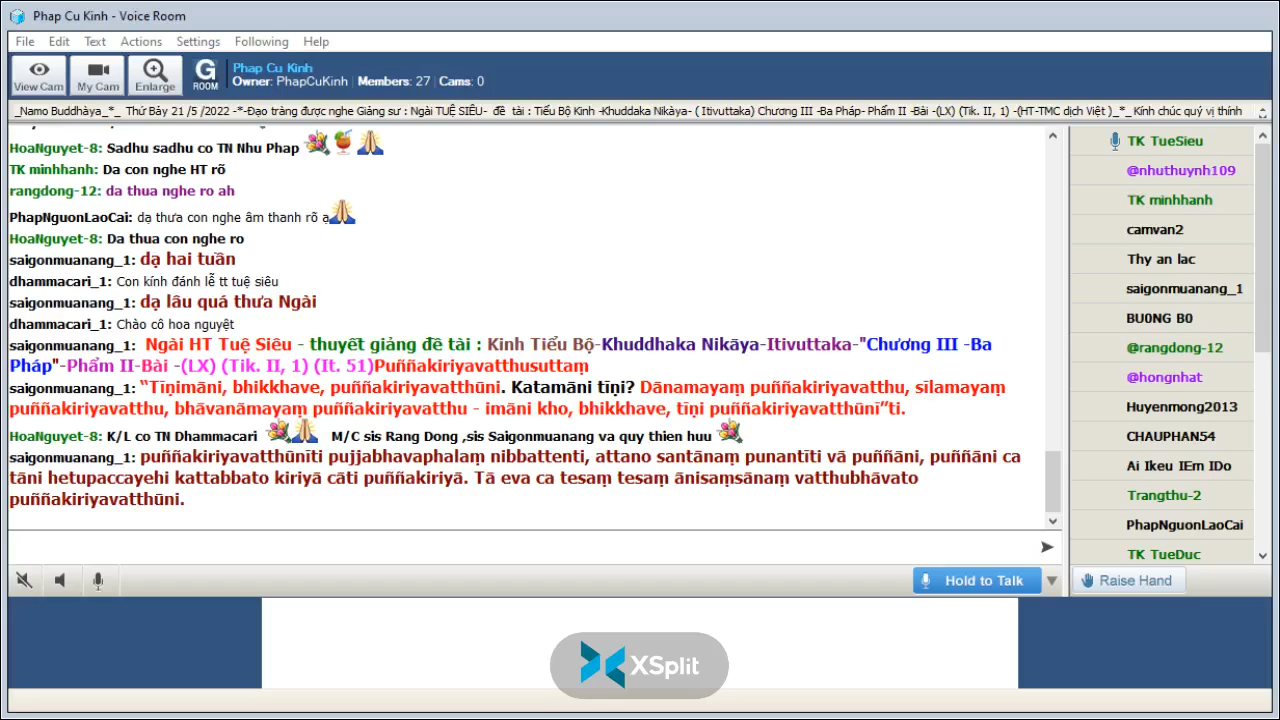 Phap Cu Kinh - Voice Room
File Edit Text Actions Settings Following Help
View Cam My Cam Enlarge G ROOM
Phap Cu Kinh
Owner: PhapCuKinh | Members: 27 | Cams: 0
_Namo Buddhàya_*_ Thứ Bảy 21 /5 /2022 -*-Đạo tràng được nghe Giảng sư : Ngài TUỆ SIÊU- đề tài : Tiểu Bộ Kinh -Khuddaka Nikàya- ( Itivuttaka) Chương III -Ba Pháp- Phẩm II -Bài -(LX) (Tik. II, 1) -(HT-TMC dịch Việt )_*_ Kính chúc quý vị thính
HoaNguyet-8: Sadhu sadhu co TN Nhu Phap
TK minhhanh: Da con nghe HT rõ
rangdong-12: da thua nghe ro ah
PhapNguonLaoCai: dạ thưa con nghe âm thanh rõ ạ
HoaNguyet-8: Da thua con nghe ro
saigonmuanang_1: dạ hai tuần
dhammacari_1: Con kính đánh lễ tt tuệ siêu
saigonmuanang_1: dạ lâu quá thưa Ngài
dhammacari_1: Chào cô hoa nguyệt
saigonmuanang_1: Ngài HT Tuệ Siêu - thuyết giảng đề tài : Kinh Tiểu Bộ-Khuddaka Nikāya-Itivuttaka-"Chương III -Ba
Pháp"-Phẩm II-Bài -(LX) (Tik. II, 1) (It. 51)Puññakiriyavatthusuttaṃ
saigonmuanang_1: “Tīṇimāni, bhikkhave, puññakiriyavatthūni. Katamāni tīṇi? Dānamayaṃ puññakiriyavatthu, sīlamayaṃ
puññakiriyavatthu, bhāvanāmayaṃ puññakiriyavatthu - imāni kho, bhikkhave, tīṇi puññakiriyavatthūnī”ti.
HoaNguyet-8: K/L co TN Dhammacari M/C sis Rang Dong ,sis Saigonmuanang va quy thien huu
saigonmuanang_1: puññakiriyavatthūnīti pujjabhavaphalaṃ nibbattenti, attano santānaṃ punantīti vā puññāni, puññāni ca
tāni hetupaccayehi kattabbato kiriyā cāti puññakiriyā. Tā eva ca tesaṃ tesaṃ ānisaṃsānaṃ vatthubhāvato
puññakiriyavatthūni.
TK TueSieu
@nhuthuynh109
TK minhhanh
camvan2
Thy an lac
saigonmuanang_1
BU0NG B0
@rangdong-12
@hongnhat
Huyenmong2013
CHAUPHAN54
Ai Ikeu IEm IDo
Trangthu-2
PhapNguonLaoCai
TK TueDuc
Hold to Talk
Raise Hand
XSplit